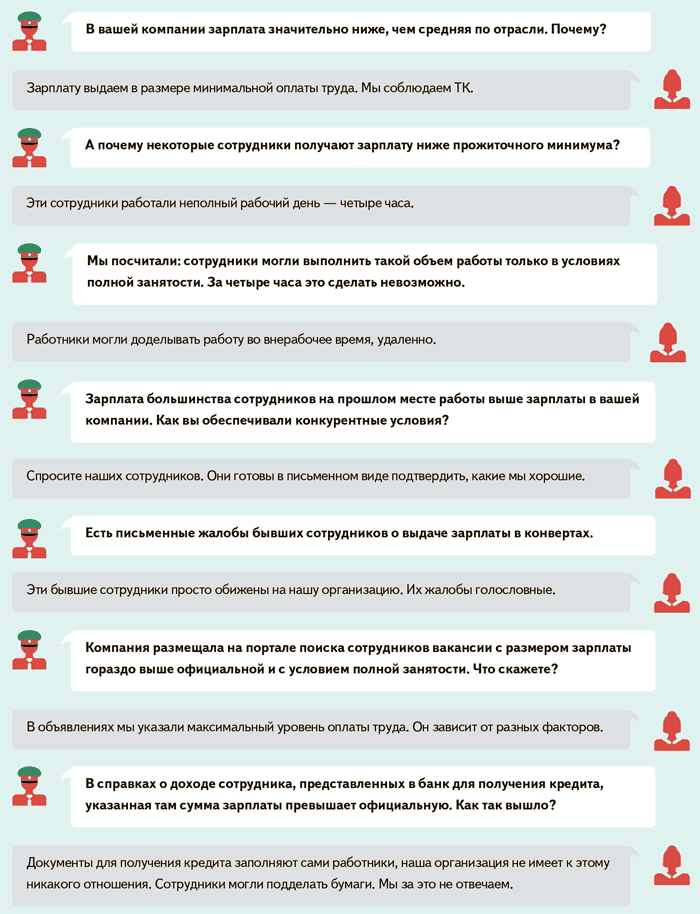 В вашей компании зарплата значительно ниже, чем средняя по отрасли. Почему?
Зарплату выдаем в размере минимальной оплаты труда. Мы соблюдаем ТК.
А почему некоторые сотрудники получают зарплату ниже прожиточного минимума?
Эти сотрудники работали неполный рабочий день — четыре часа.
Мы посчитали: сотрудники могли выполнить такой объем работы только в условиях
полной занятости. За четыре часа это сделать невозможно.
Работники могли доделывать работу во внерабочее время, удаленно.
Зарплата большинства сотрудников на прошлом месте работы выше зарплаты в вашей
компании. Как вы обеспечивали конкурентные условия?
Спросите наших сотрудников. Они готовы в письменном виде подтвердить, какие мы хорошие.
Есть письменные жалобы бывших сотрудников о выдаче зарплаты в конвертах.
Эти бывшие сотрудники просто обижены на нашу организацию. Их жалобы голословные.
Компания размещала на портале поиска сотрудников вакансии с размером зарплаты
гораздо выше официальной и с условием полной занятости. Что скажете?
В объявлениях мы указали максимальный уровень оплаты труда. Он зависит от разных факторов.
В справках о доходе сотрудника, представленных в банк для получения кредита,
указанная там сумма зарплаты превышает официальную. Как так вышло?
Документы для получения кредита заполняют сами работники, наша организация не имеет к этому
никакого отношения. Сотрудники могли подделать бумаги. Мы за это не отвечаем.